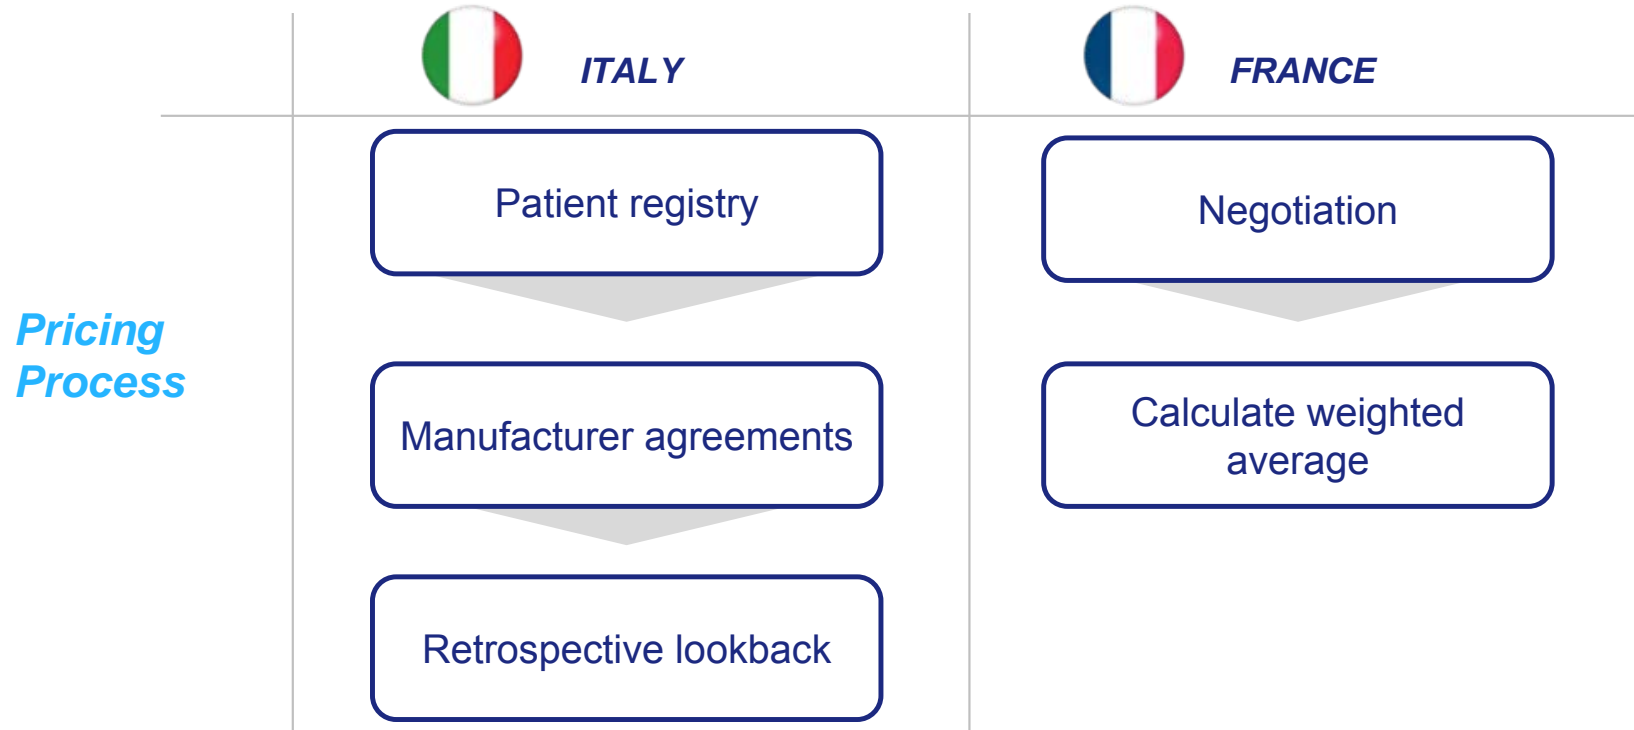 ITALY
FRANCE
Pricing
Process
Patient registry
Manufacturer agreements
Retrospective lookback
Negotiation
Calculate weighted
average